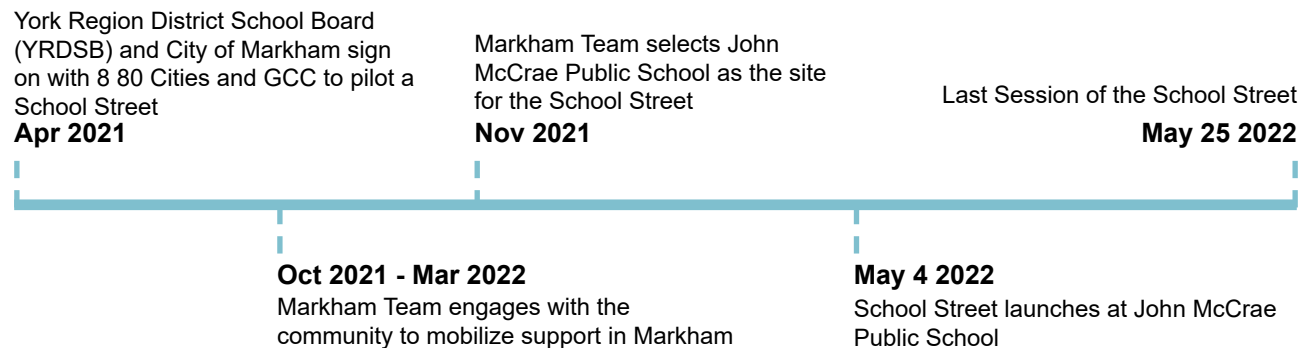 York Region District School Board
(YRDSB) and City of Markham sign
on with 8 80 Cities and GCC to pilot a
School Street
Apr 2021
Markham Team selects John
McCrae Public School as the site
for the School Street
Nov 2021
Last Session of the School Street
May 25 2022
Oct 2021 - Mar 2022
Markham Team engages with the
community to mobilize support in Markham
May 4 2022
School Street launches at John McCrae
Public School